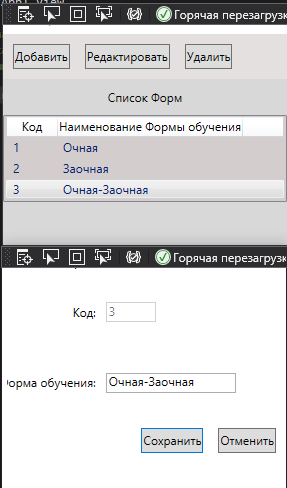 Горячая перезагрузк
Добавить Редактировать Удалить
Список Форм
Код Наименование Формы обучения
1 Очная
2 Заочная
3 Очная-Заочная
Горячая перезагрузк
Код: 3
Форма обучения: Очная-Заочная
Сохранить Отменить